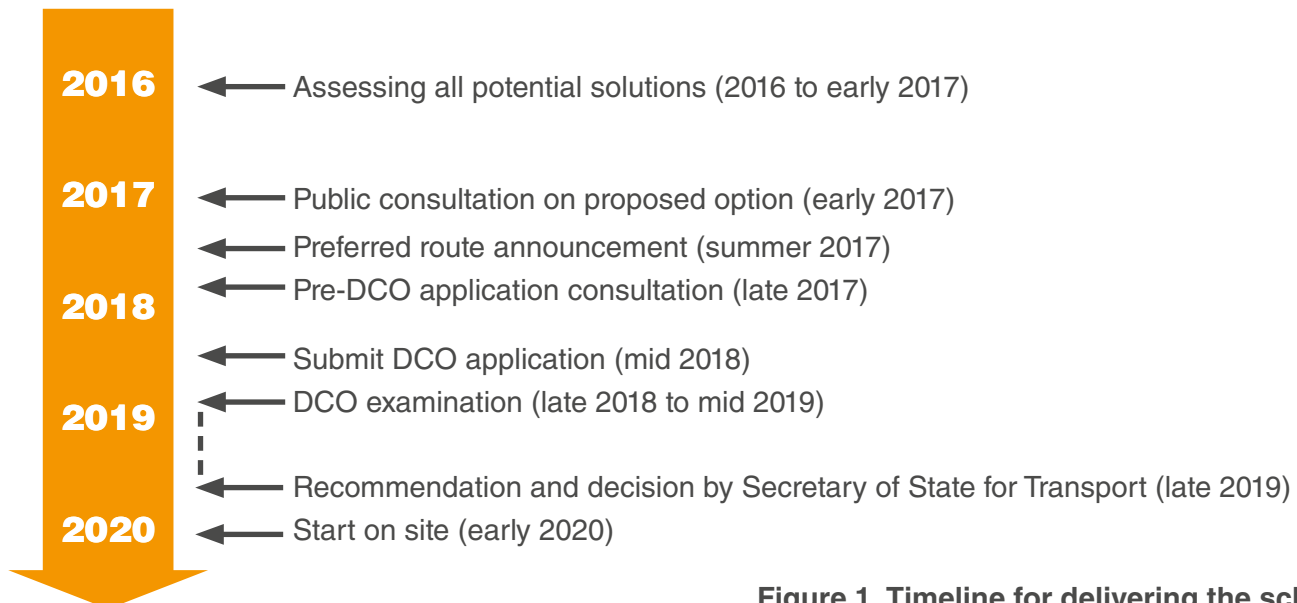 2016
Assessing all potential solutions (2016 to early 2017)
2017
Public consultation on proposed option (early 2017)
Preferred route announcement (summer 2017)
Pre-DCO application consultation (late 2017)
2018
Submit DCO application (mid 2018)
DCO examination (late 2018 to mid 2019)
2019
Recommendation and decision by Secretary of State for Transport (late 2019)
2020
Start on site (early 2020)
Figure 1 Timeline for delivering the